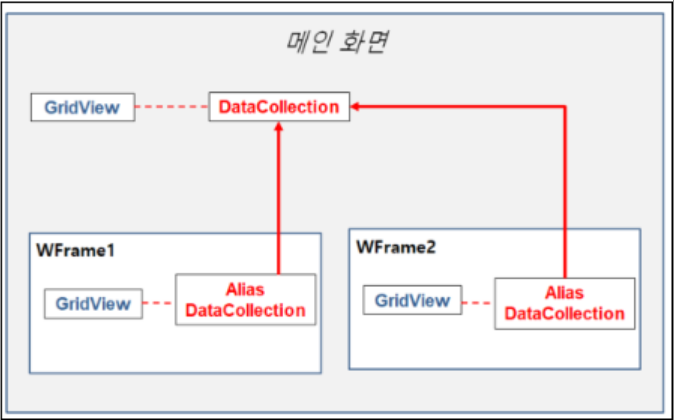 메인 화면
GridView
DataCollection
WFrame1
GridView
Alias
DataCollection
WFrame2
GridView
Alias
DataCollection